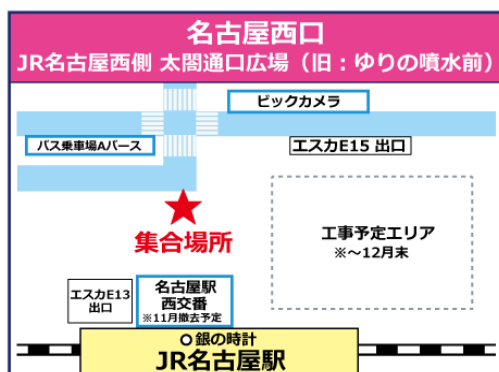 名古屋西口
JR名古屋西側 太閤通口広場（旧：ゆりの噴水前）
ビックカメラ
バス乗車場Aバース
エスカE15 出口
集合場所
工事予定エリア
※～12月末
エスカE13
出口
名古屋駅
西交番
※11月撤去予定
銀の時計
JR名古屋駅